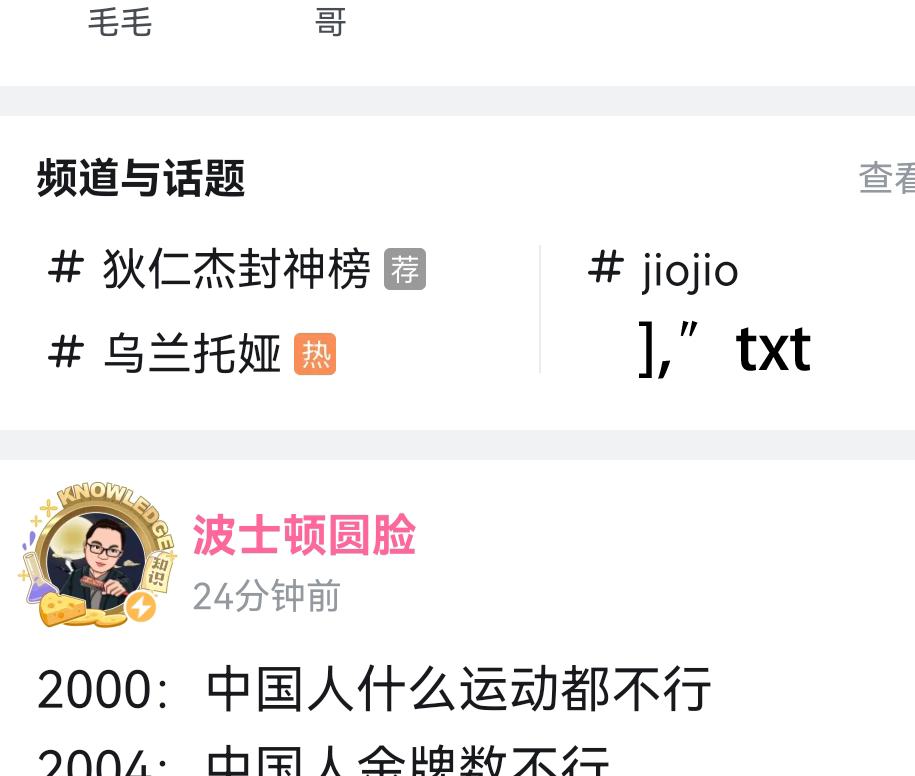 毛毛 哥
频道与话题 查看
# 狄仁杰封神榜 荐 # jiojio
# 乌兰托娅 热 ],″ txt
KNOWLEDGE
知识
波士顿圆脸
24分钟前
2000：中国人什么运动都不行
2004：中国人金牌数不行